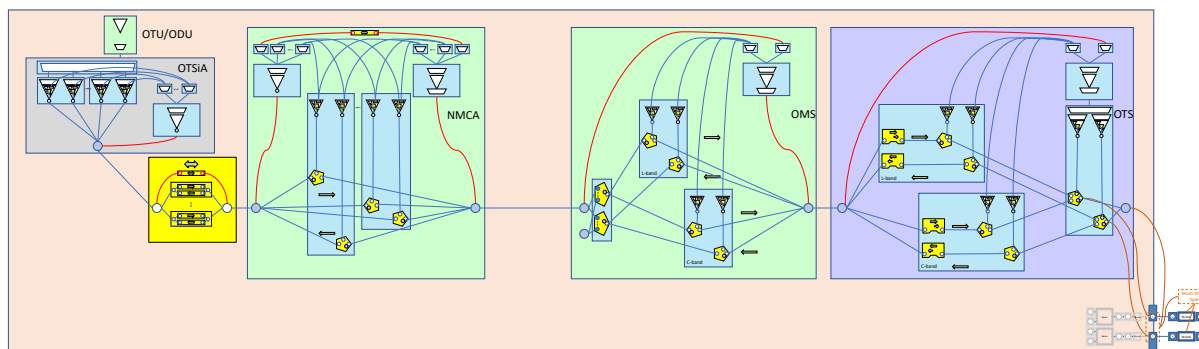 OTU/ODU
OTSiA
NMCA
OMS
OTS
L-band
C-band
L-band
C-band